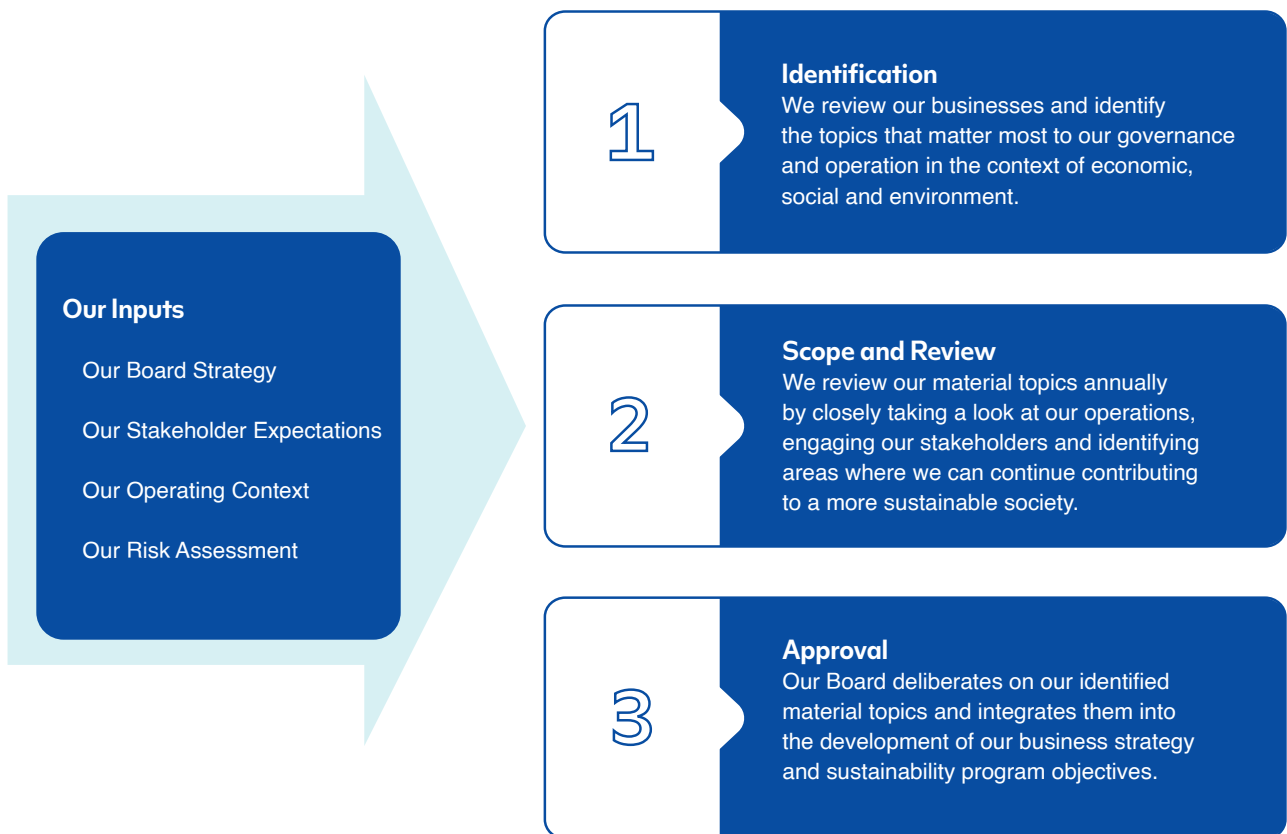 Our Inputs
Our Board Strategy
Our Stakeholder Expectations
Our Operating Context
Our Risk Assessment
1
Identification
We review our businesses and identify
the topics that matter most to our governance
and operation in the context of economic,
social and environment.
2
Scope and Review
We review our material topics annually
by closely taking a look at our operations,
engaging our stakeholders and identifying
areas where we can continue contributing
to a more sustainable society.
3
Approval
Our Board deliberates on our identified
material topics and integrates them into
the development of our business strategy
and sustainability program objectives.